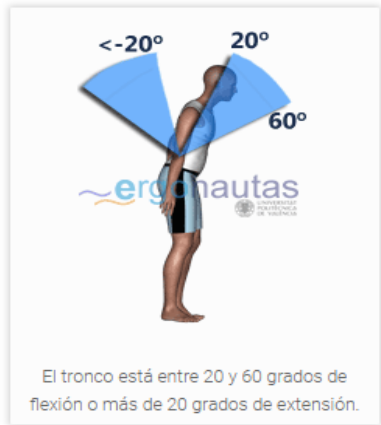 <-20º
20º
60º
ergonautas
UNIVERSITAT
POLITÈCNICA
DE VALÈNCIA
El tronco está entre 20 y 60 grados de
flexión o más de 20 grados de extensión.